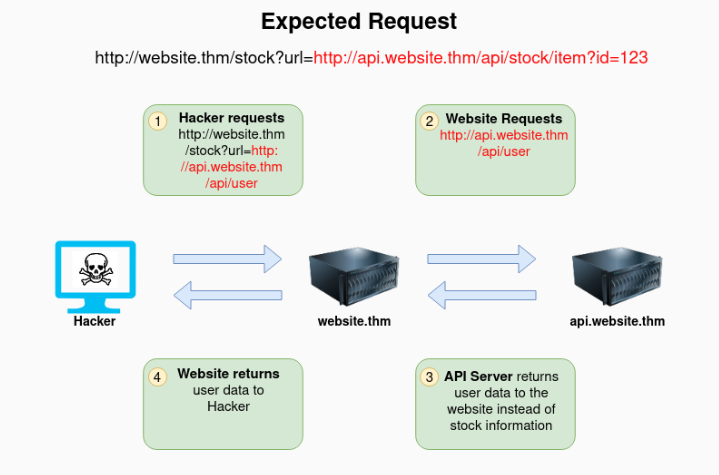 Expected Request
http://website.thm/stock?url=http://api.website.thm/api/stock/item?id=123
1
Hacker requests
http://website.thm
/stock?url=http:
//api.website.thm
/api/user
2
Website Requests
http://api.website.thm
/api/user
Hacker
website.thm
api.website.thm
4
Website returns
user data to
Hacker
3
API Server returns
user data to the
website instead of
stock information